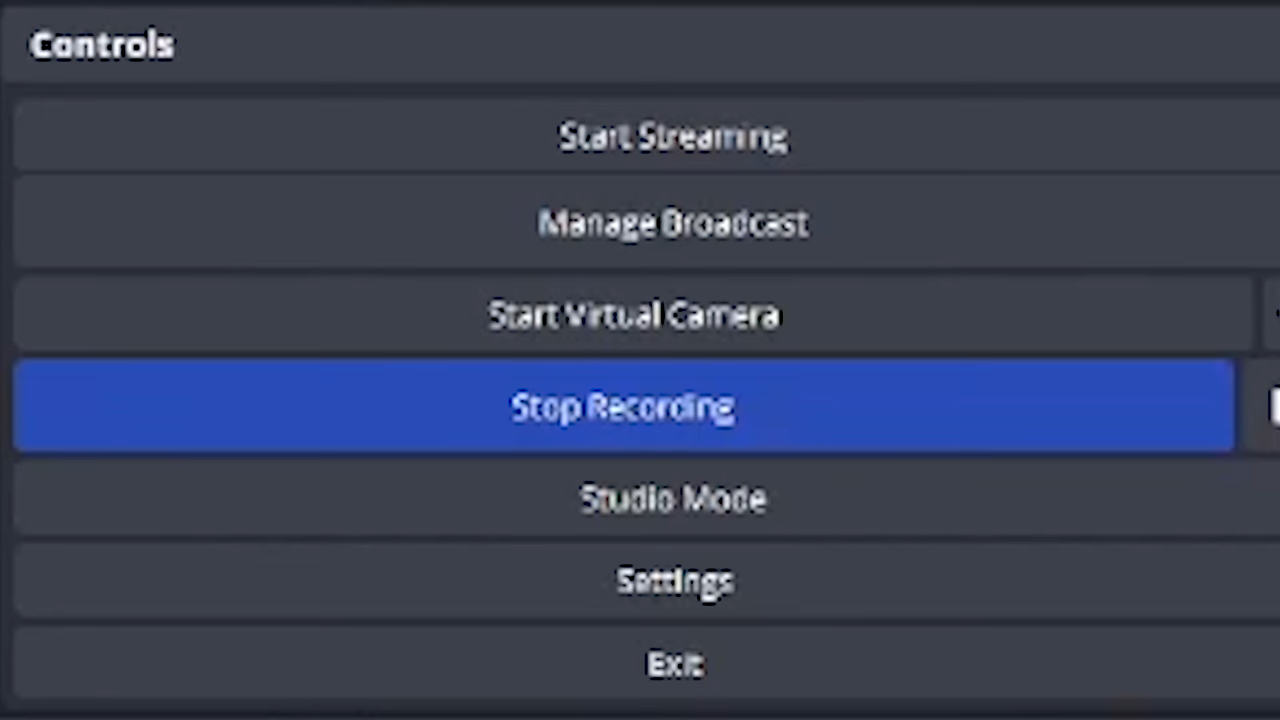 Controls
Start Streaming
Manage Broadcast
Start Virtual Camera
Stop Recording
Studio Mode
Settings
Exit